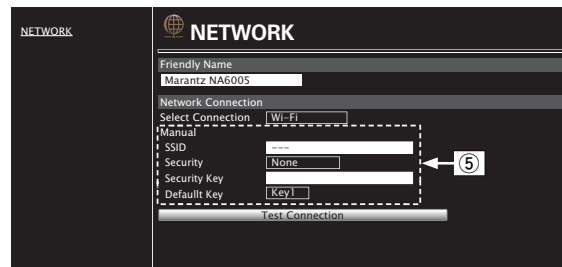 NETWORK
NETWORK
Friendly Name
Marantz NA6005
Network Connection
Select Connection Wi-Fi
Manual
SSID ---
Security None
Security Key
Defaullt Key Key1
Test Connection
⑤